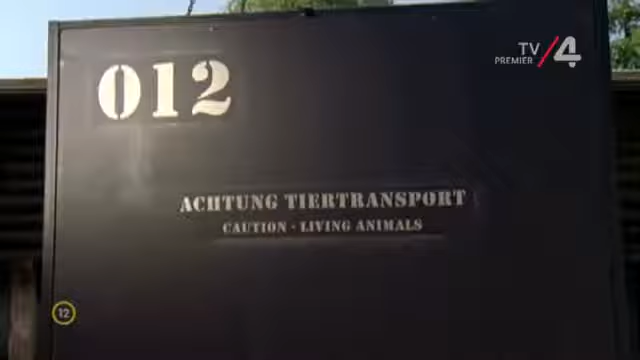 012
TV
PREMIER /4
ACHTUNG TIERTRANSPORT
CAUTION - LIVING ANIMALS
12